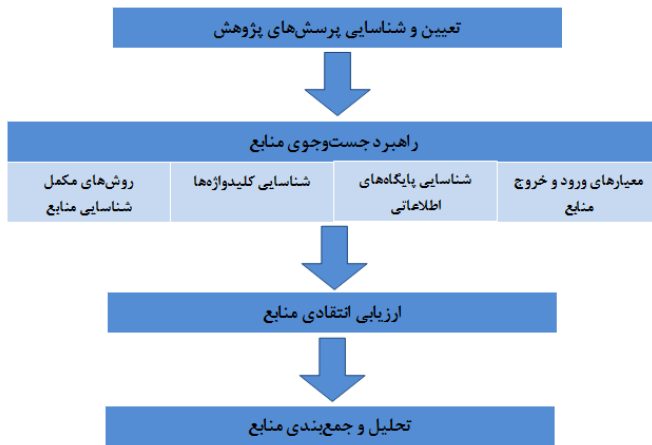 تعیین و شناسایی پرسش‌های پژوهش
راهبرد جست‌وجوی منابع
معیارهای ورود و خروج
منابع
شناسایی پایگاه‌های
اطلاعاتی
شناسایی کلیدواژه‌ها
روش‌های مکمل
شناسایی منابع
ارزیابی انتقادی منابع
تحلیل و جمع‌بندی منابع